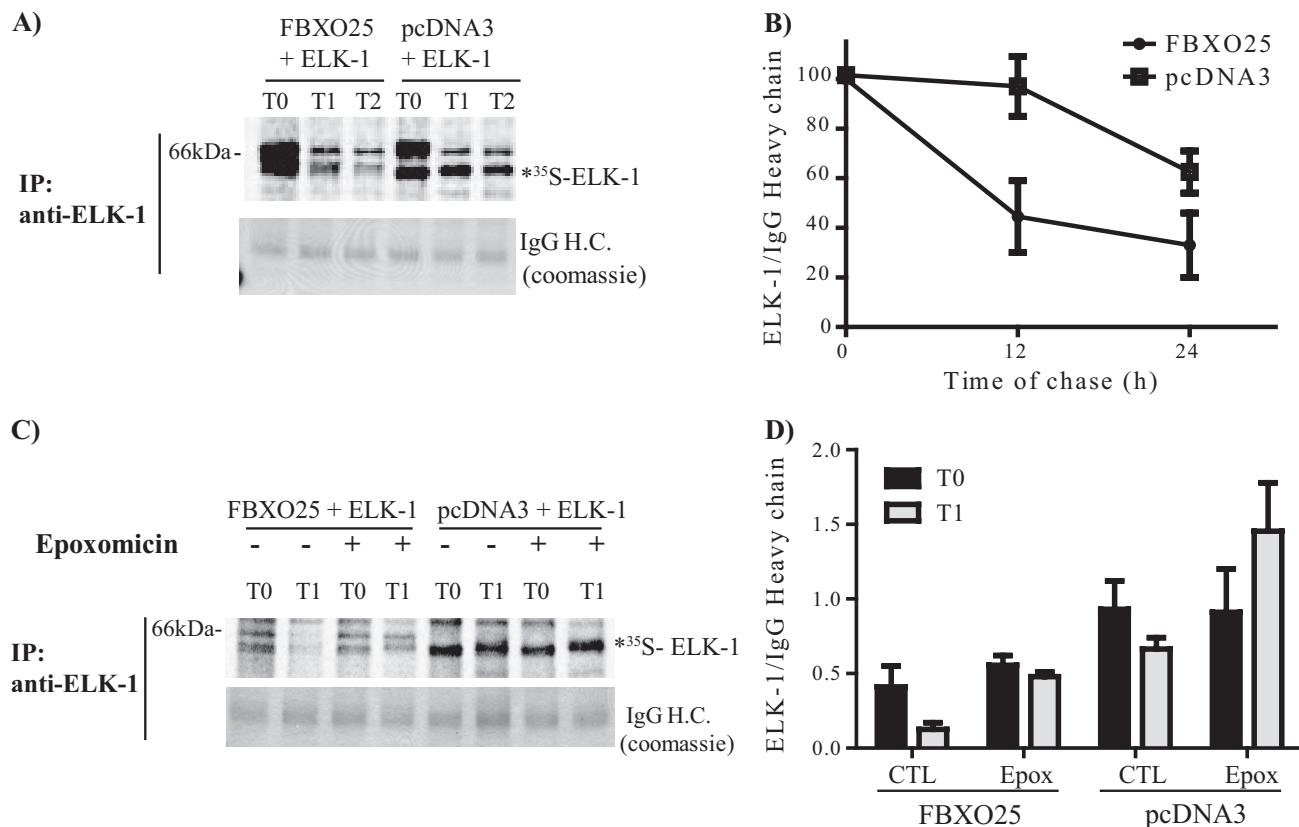 A)
FBXO25 pcDNA3
+ ELK-1 + ELK-1
T0 T1 T2 T0 T1 T2
66kDa-
IP:
anti-ELK-1
*³⁵S-ELK-1
IgG H.C.
(coomassie)
B)
FBXO25
pcDNA3
ELK-1/IgG Heavy chain
100
80
60
40
20
0
0 12 24
Time of chase (h)
C)
FBXO25 + ELK-1 pcDNA3 + ELK-1
Epoxomicin - - + + - - + +
T0 T1 T0 T1 T0 T1 T0 T1
66kDa-
IP:
anti-ELK-1
*³⁵S- ELK-1
IgG H.C.
(coomassie)
D)
T0
T1
ELK-1/IgG Heavy chain
2.0
1.5
1.0
0.5
0.0
CTL Epox CTL Epox
FBXO25 pcDNA3